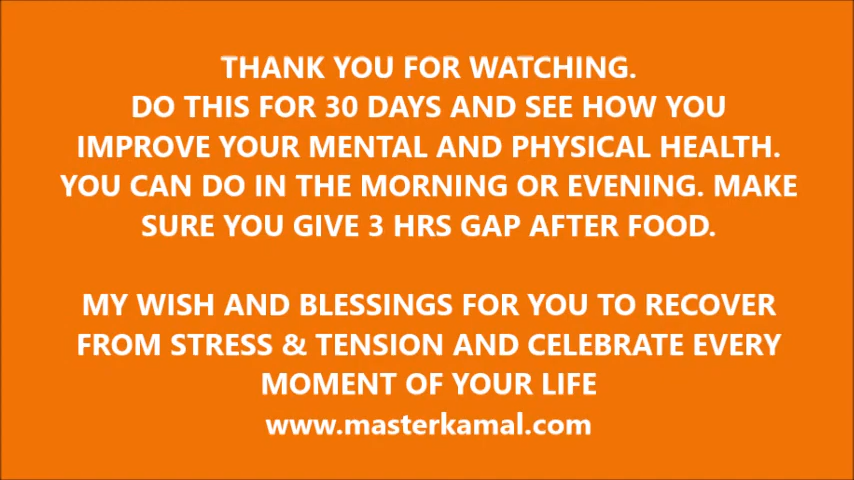 THANK YOU FOR WATCHING.
DO THIS FOR 30 DAYS AND SEE HOW YOU
IMPROVE YOUR MENTAL AND PHYSICAL HEALTH.
YOU CAN DO IN THE MORNING OR EVENING. MAKE
SURE YOU GIVE 3 HRS GAP AFTER FOOD.
MY WISH AND BLESSINGS FOR YOU TO RECOVER
FROM STRESS & TENSION AND CELEBRATE EVERY
MOMENT OF YOUR LIFE
www.masterkamal.com